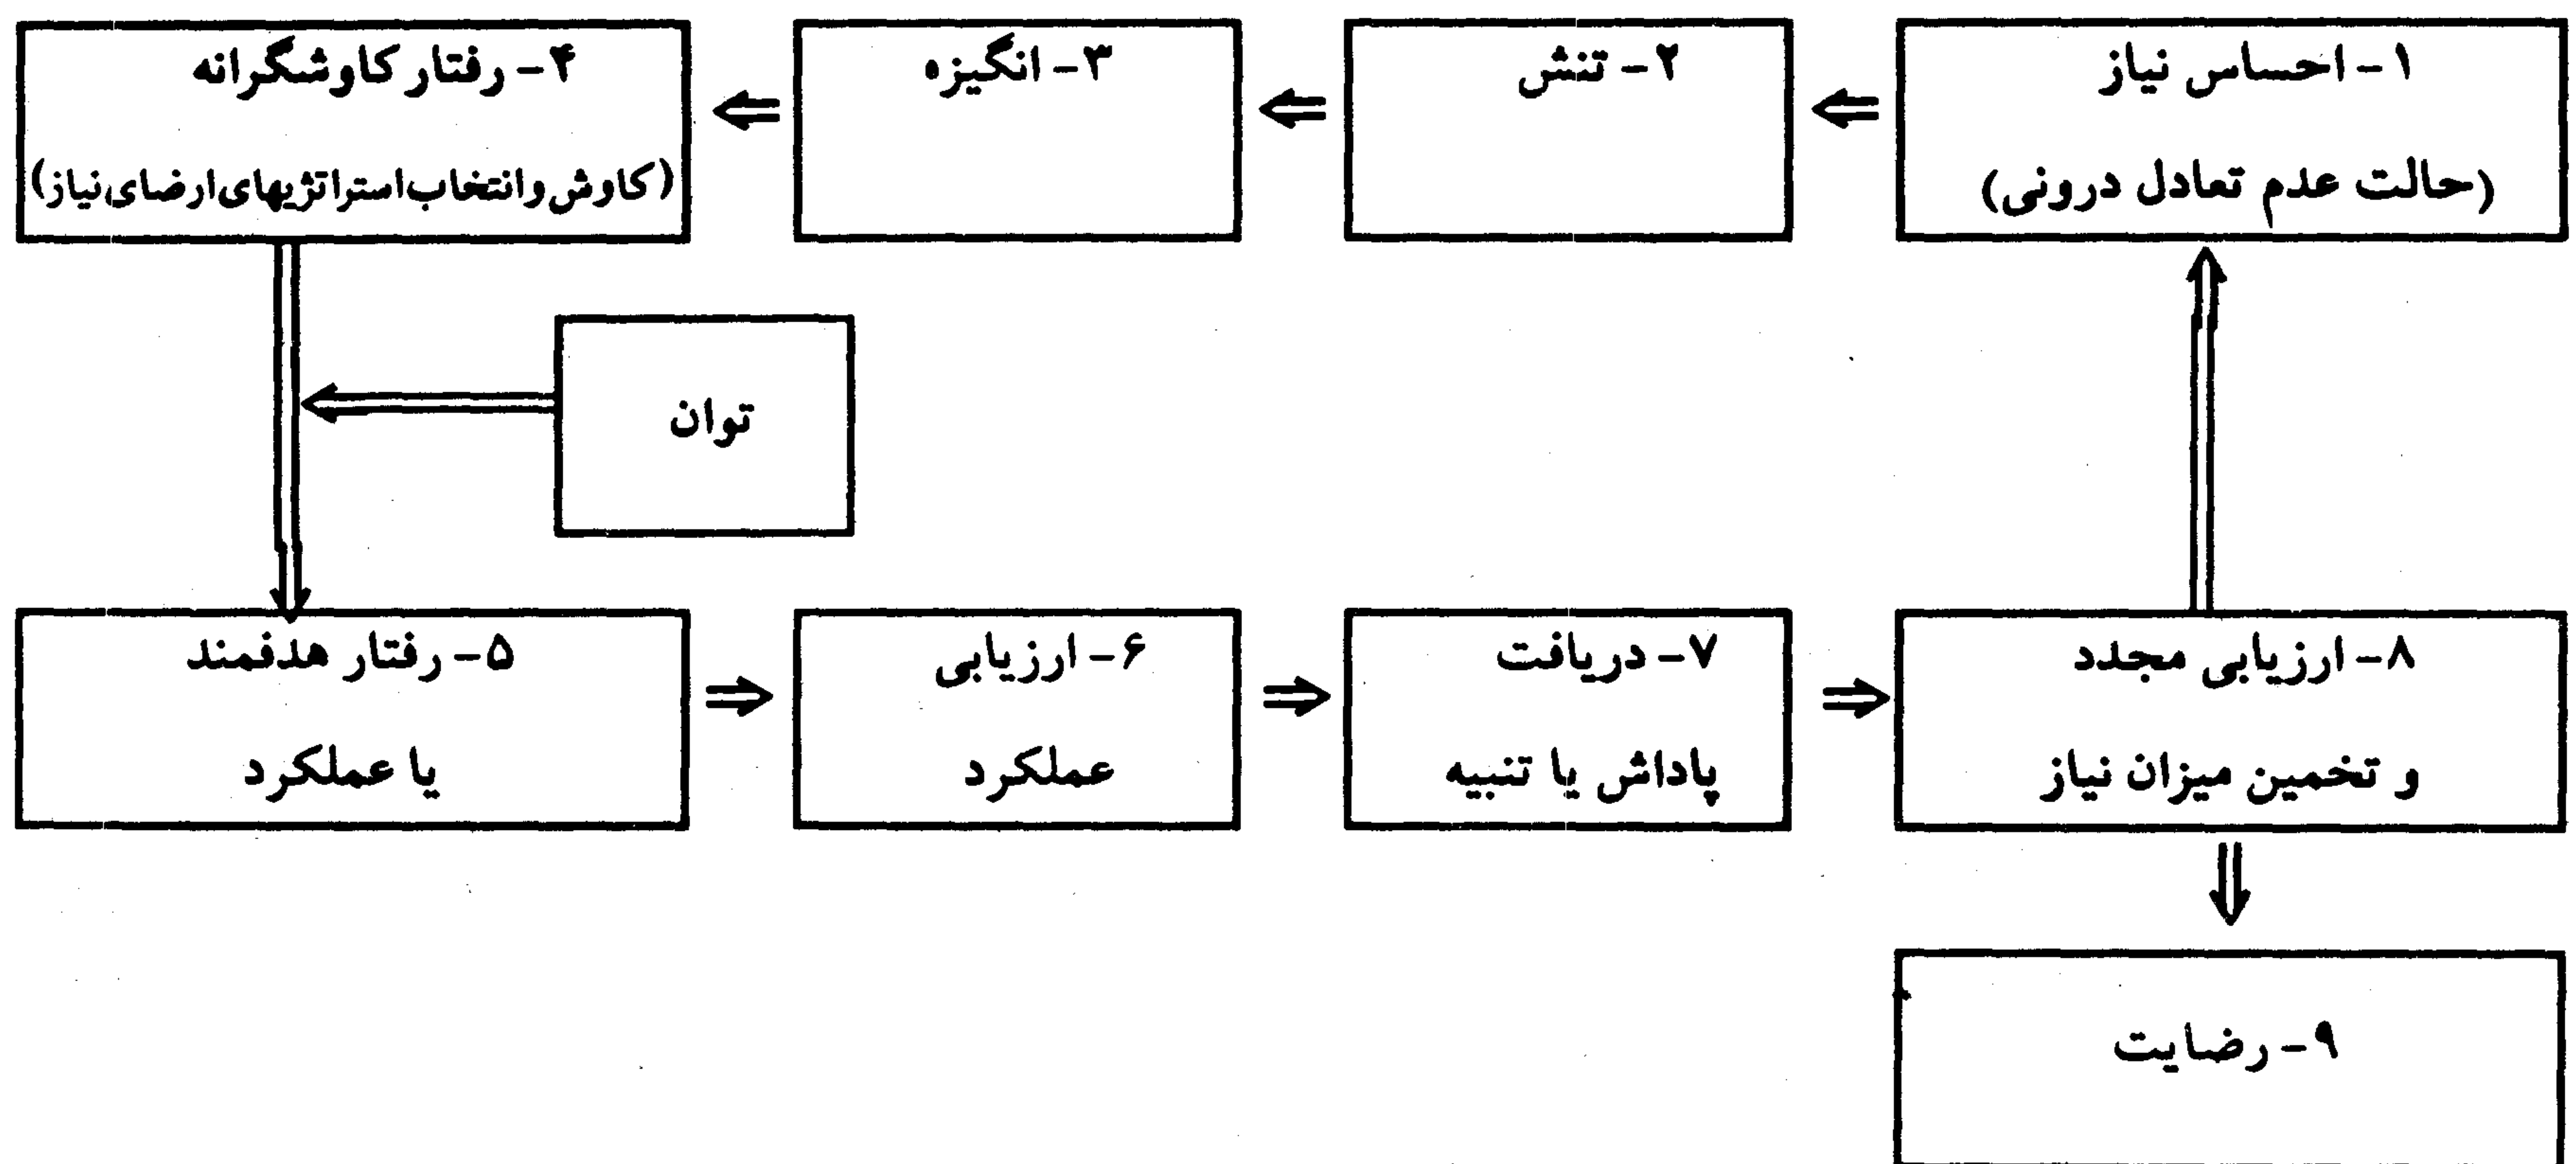 ۱- احساس نیاز
(حالت عدم تعادل درونی)
۲- تنش
۳- انگیزه
۴- رفتار کاوشگرانه
(کاوش و انتخاب استراتژیهای ارضای نیاز)
توان
۵- رفتار هدفمند
یا عملکرد
۶- ارزیابی
عملکرد
۷- دریافت
پاداش یا تنبیه
۸- ارزیابی مجدد
و تخمین میزان نیاز
۹- رضایت